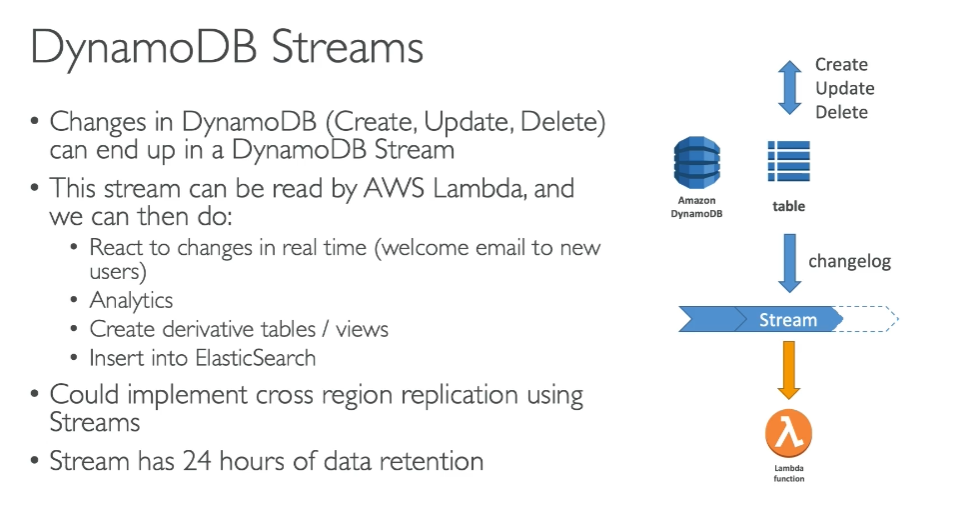 DynamoDB Streams
• Changes in DynamoDB (Create, Update, Delete)
can end up in a DynamoDB Stream
• This stream can be read by AWS Lambda, and
we can then do:
• React to changes in real time (welcome email to new
users)
• Analytics
• Create derivative tables / views
• Insert into ElasticSearch
• Could implement cross region replication using
Streams
• Stream has 24 hours of data retention
Create
Update
Delete
Amazon
DynamoDB
table
changelog
Stream
λ
Lambda
function